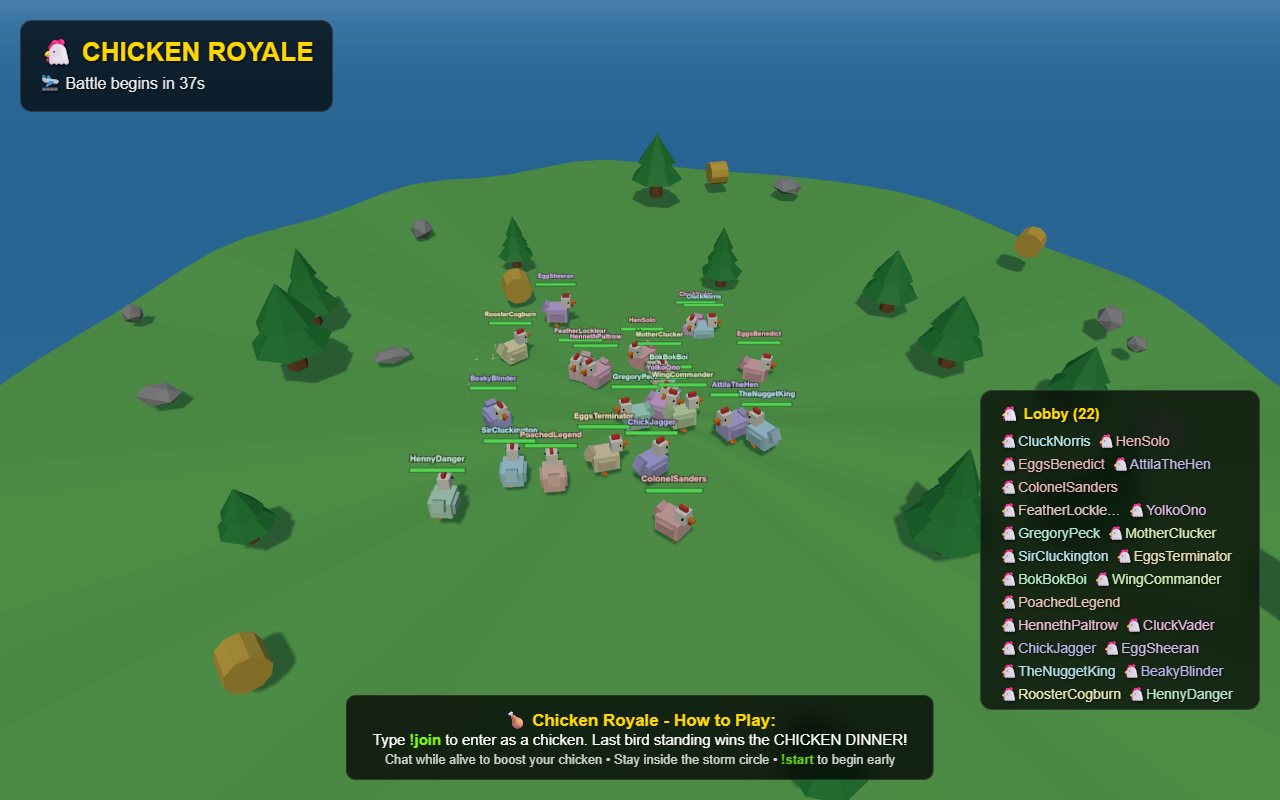 CHICKEN ROYALE
Battle begins in 37s
EggSheeran
CluckNorris
RoosterCogburn
HenSolo
FeatherLocklear
HennethPaltrow
MotherClucker
EggsBenedict
BokBokBoi
YolkoOno
BeakyBlinder
GregoryPeck
WingCommander
AttilaTheHen
TheNuggetKing
EggsTerminator
ChickJagger
SirCluckington
PoachedLegend
HennyDanger
ColonelSanders
Lobby (22)
CluckNorris HenSolo
EggsBenedict AttilaTheHen
ColonelSanders
FeatherLockle... YolkoOno
GregoryPeck MotherClucker
SirCluckington EggsTerminator
BokBokBoi WingCommander
PoachedLegend
HennethPaltrow CluckVader
ChickJagger EggSheeran
TheNuggetKing BeakyBlinder
RoosterCogburn HennyDanger
Chicken Royale - How to Play:
Type !join to enter as a chicken. Last bird standing wins the CHICKEN DINNER!
Chat while alive to boost your chicken • Stay inside the storm circle • !start to begin early